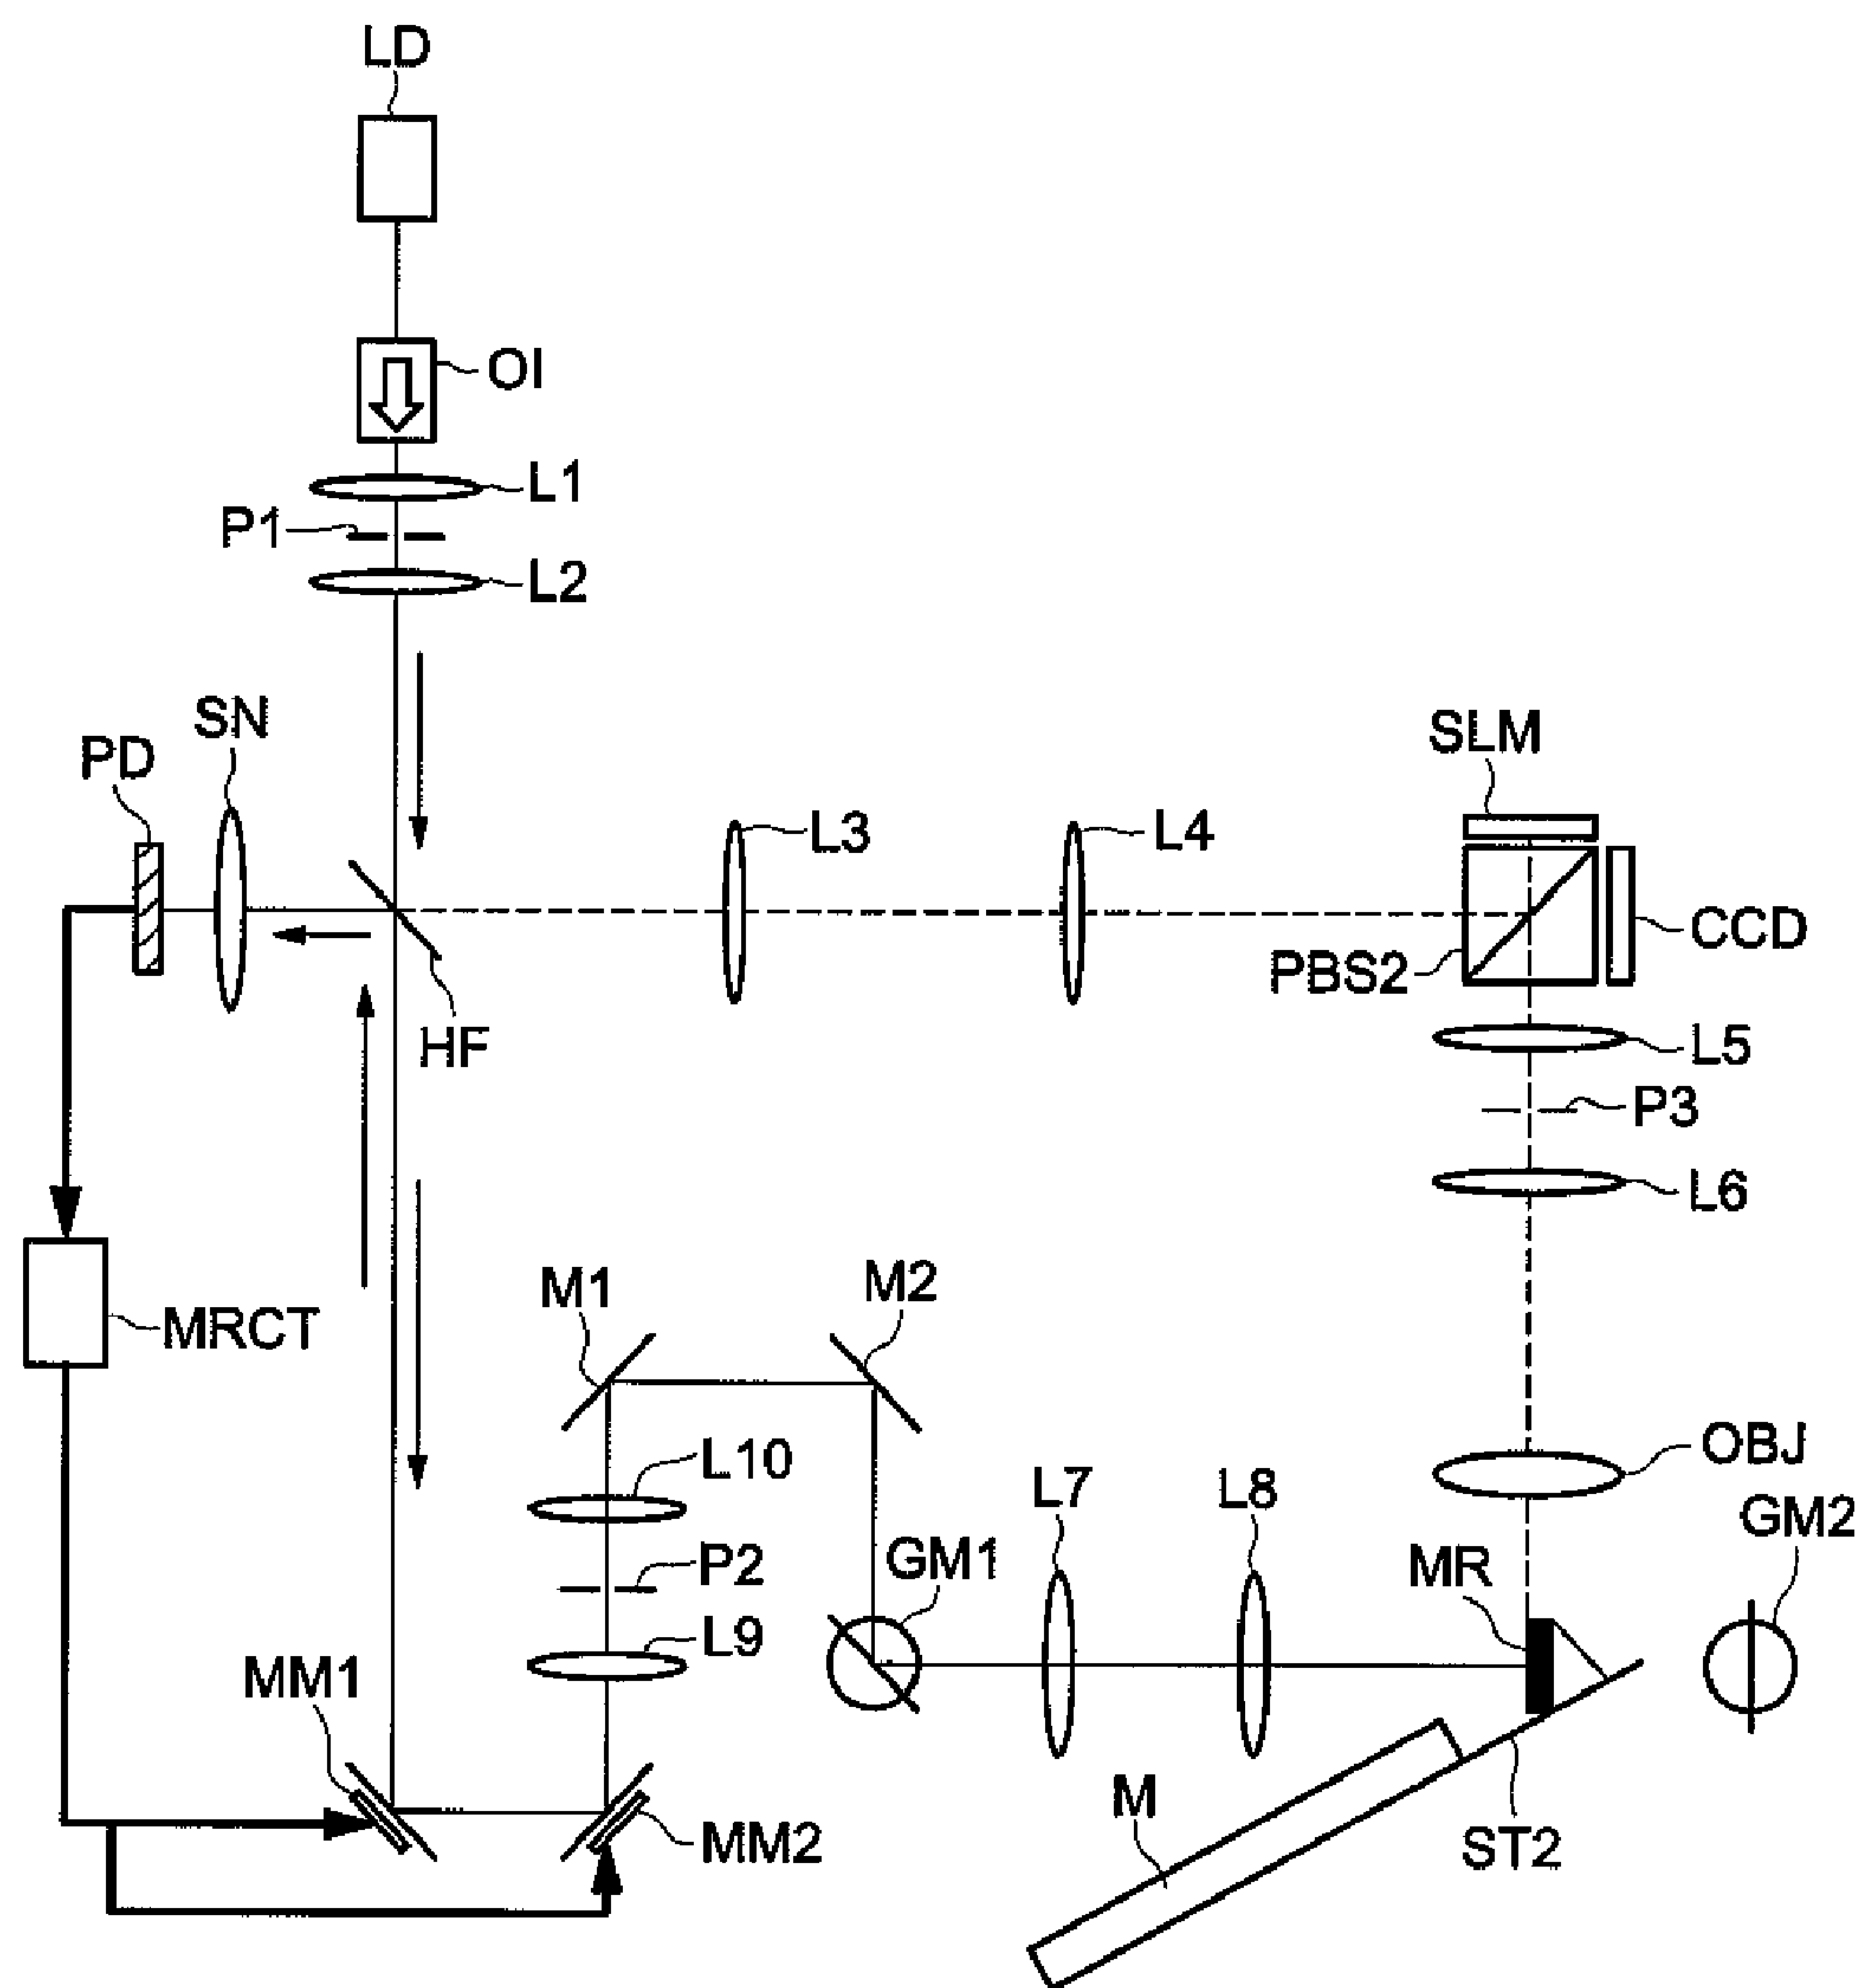 LD
OI
L1
P1
L2
SN
SLM
PD
L3
L4
CCD
PBS2
HF
L5
P3
L6
M1
M2
MRCT
L10
OBJ
L7
L8
GM2
P2
GM1
MR
L9
MM1
M
MM2
ST2